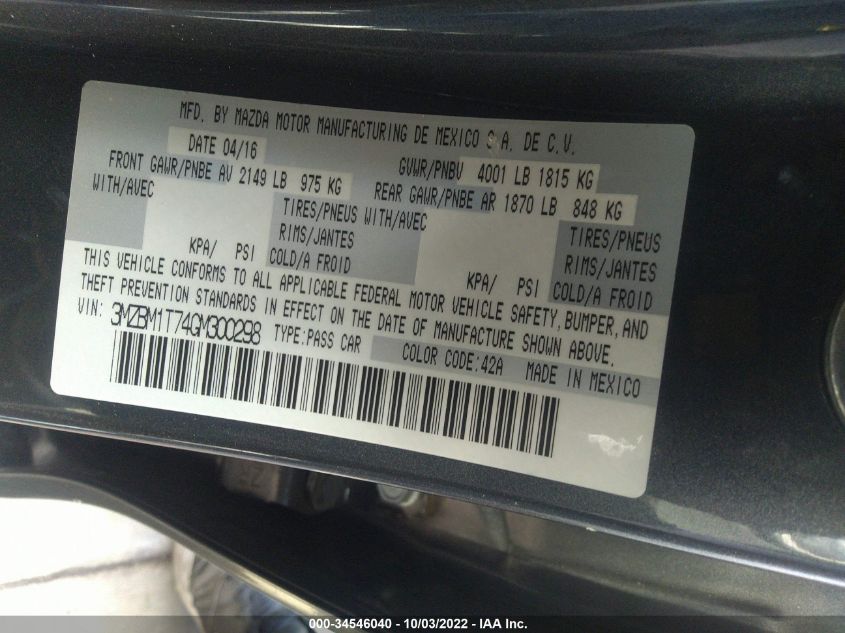 MFD. BY MAZDA MOTOR MANUFACTURING DE MEXICO S.A. DE C.V.
DATE 04/16 GVWR/PNBV 4001 LB 1815 KG
FRONT GAWR/PNBE AV 2149 LB 975 KG REAR GAWR/PNBE AR 1870 LB 848 KG
WITH/AVEC TIRES/PNEUS WITH/AVEC TIRES/PNEUS
RIMS/JANTES RIMS/JANTES
KPA/ PSI COLD/A FROID KPA/ PSI COLD/A FROID
THIS VEHICLE CONFORMS TO ALL APPLICABLE FEDERAL MOTOR VEHICLE SAFETY, BUMPER, AND
THEFT PREVENTION STANDARDS IN EFFECT ON THE DATE OF MANUFACTURE SHOWN ABOVE.
VIN: 3MZBM1T74GM300298 TYPE:PASS CAR COLOR CODE:42A MADE IN MEXICO
000-34546040 - 10/03/2022 - IAA Inc.